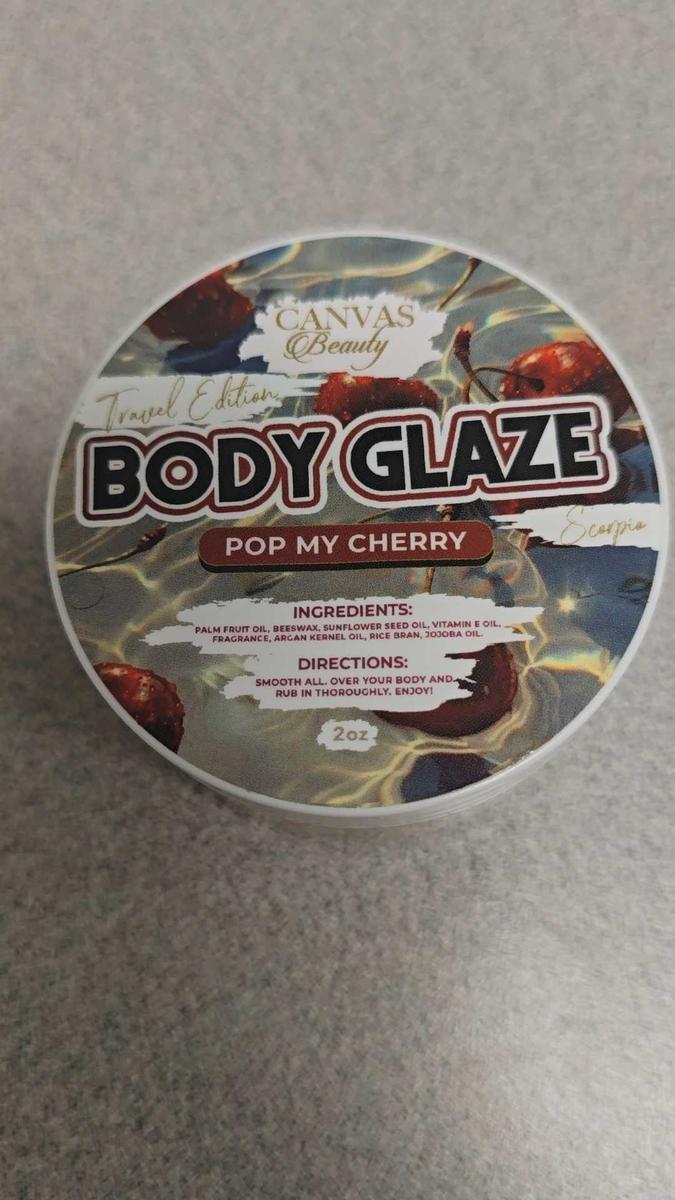 CANVAS
Beauty
Travel Edition
BODY GLAZE
POP MY CHERRY
Scorpio
INGREDIENTS:
PALM FRUIT OIL, BEESWAX, SUNFLOWER SEED OIL, VITAMIN E OIL,
FRAGRANCE, ARGAN KERNEL OIL, RICE BRAN, JOJOBA OIL.
DIRECTIONS:
SMOOTH ALL. OVER YOUR BODY AND
RUB IN THOROUGHLY. ENJOY!
2oz